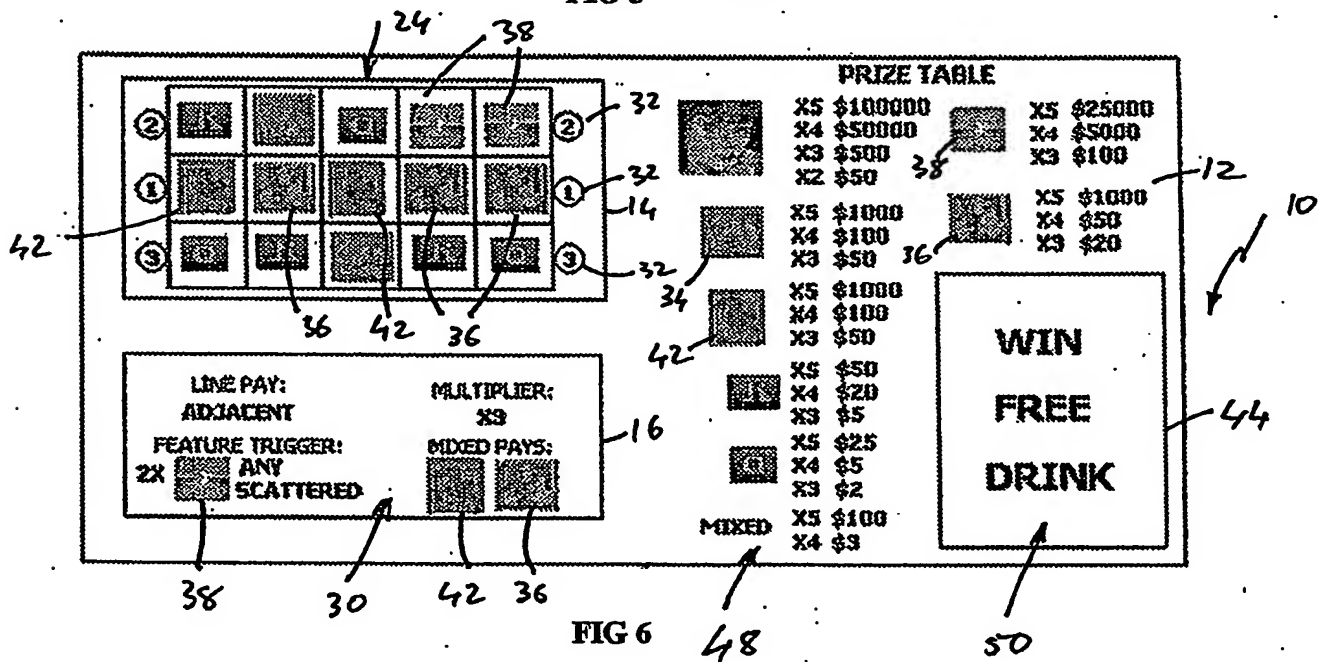 24
38
PRIZE TABLE
X5 $100000
X4 $50000
X3 $500
X2 $50
X5 $25000
X4 $5000
X3 $100
38
12
10
2
2
32
1
1
32
14
3
3
32
42
36
42
36
X5 $1000
X4 $100
X3 $50
34
X5 $1000
X4 $50
X3 $20
36
X5 $1000
X4 $100
X3 $50
42
X5 $50
X4 $20
X3 $5
X5 $25
X4 $5
X3 $2
MIXED
X5 $100
X4 $3
LINE PAY:
ADJACENT
MULTIPLIER:
X3
FEATURE TRIGGER:
2X
ANY
SCATTERED
MIXED PAYS:
16
WIN
FREE
DRINK
44
38
30
42
36
48
50
FIG 6